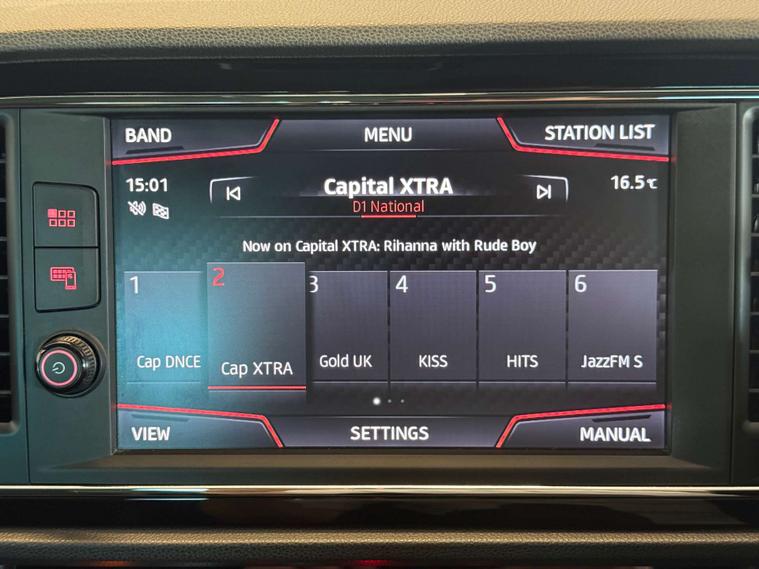 BAND MENU STATION LIST
15:01 Capital XTRA 16.5°C
D1 National
Now on Capital XTRA: Rihanna with Rude Boy
1 2 3 4 5 6
Cap DNCE Cap XTRA Gold UK KISS HITS JazzFM S
VIEW SETTINGS MANUAL